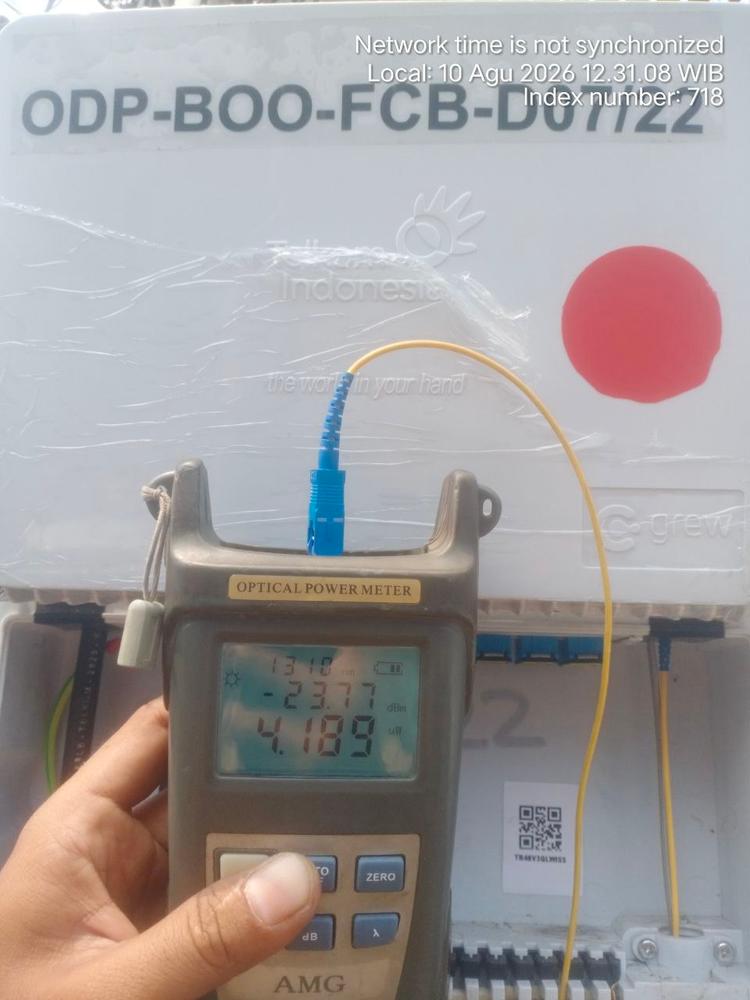 Network time is not synchronized
Local: 10 Agu 2026 12.31.08 WIB
Index number: 718
ODP-BOO-FCB-D07/22
Telkom
Indonesia
the world in your hand
grew
OPTICAL POWER METER
1310 nm
-23.77 dBm
4.189 uW
ZERO
dB
λ
AMG
22